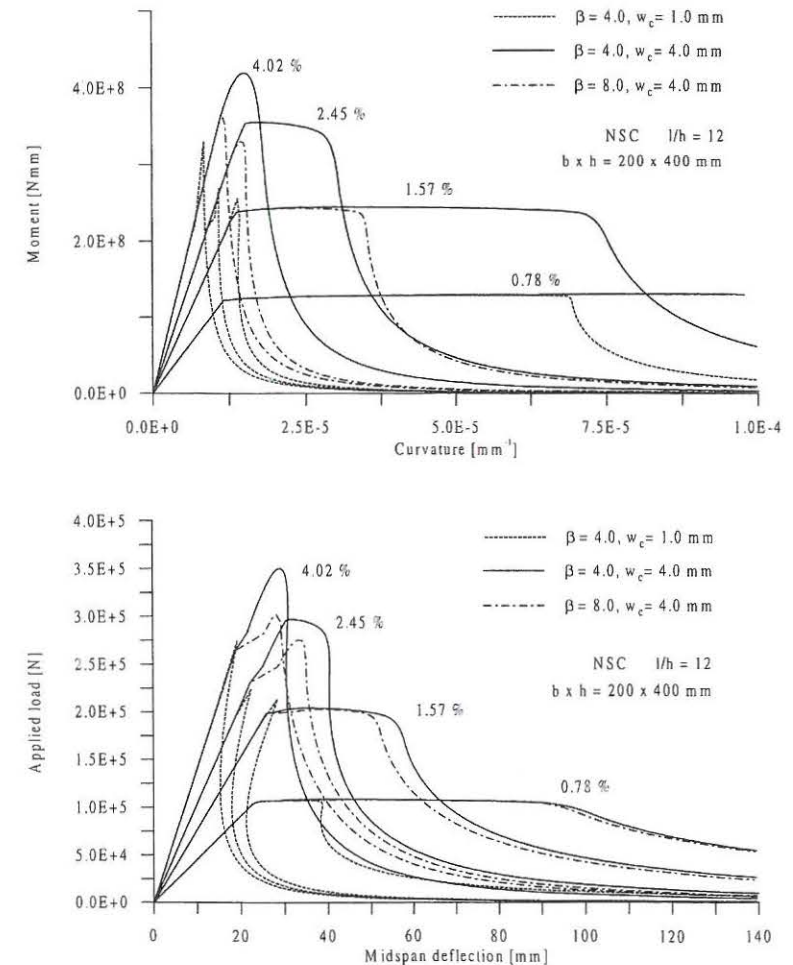 β = 4.0, w_c = 1.0 mm
β = 4.0, w_c = 4.0 mm
β = 8.0, w_c = 4.0 mm
NSC l/h = 12
b x h = 200 x 400 mm
4.02 %
2.45 %
1.57 %
0.78 %
Moment [Nmm]
4.0E+8
2.0E+8
0.0E+0
0.0E+0 2.5E-5 5.0E-5 7.5E-5 1.0E-4
Curvature [mm⁻¹]
β = 4.0, w_c = 1.0 mm
β = 4.0, w_c = 4.0 mm
β = 8.0, w_c = 4.0 mm
NSC l/h = 12
b x h = 200 x 400 mm
4.02 %
2.45 %
1.57 %
0.78 %
Applied load [N]
4.0E+5
3.5E+5
3.0E+5
2.5E+5
2.0E+5
1.5E+5
1.0E+5
5.0E+4
0.0E+0
0 20 40 60 80 100 120 140
Midspan deflection [mm]